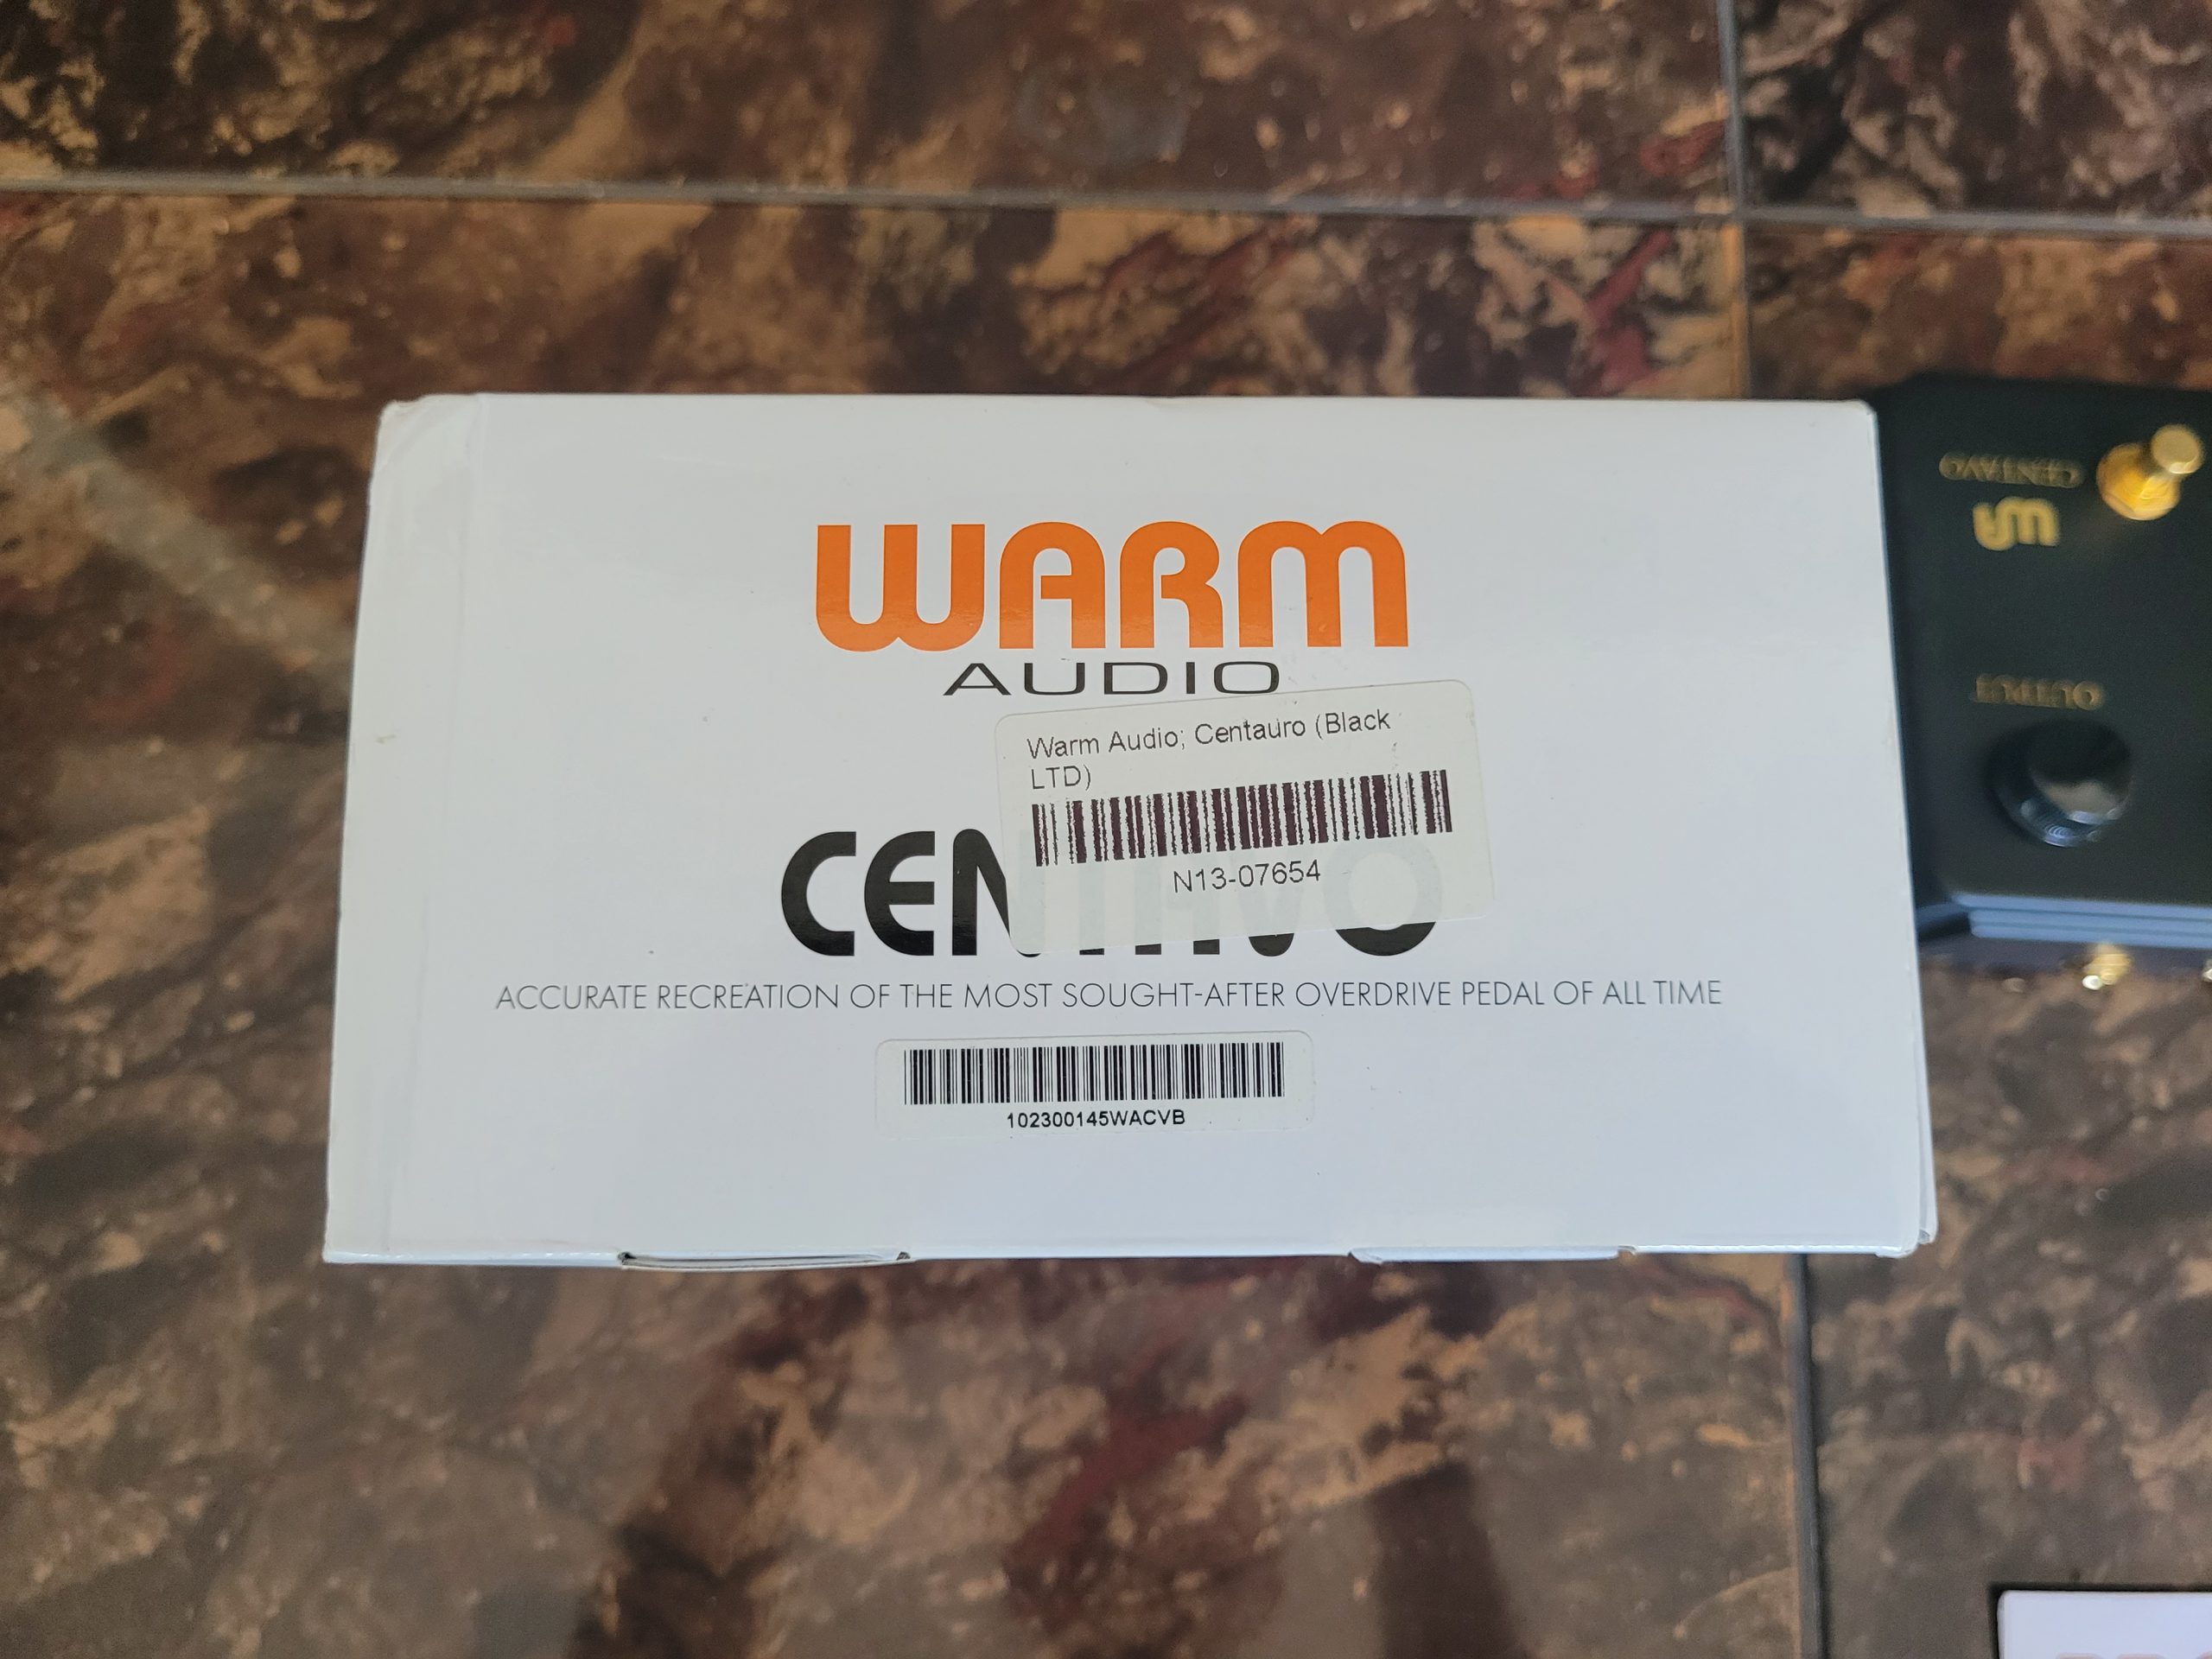 WARM
AUDIO
Warm Audio; Centauro (Black
LTD)
N13-07654
CENTAVO
ACCURATE RECREATION OF THE MOST SOUGHT-AFTER OVERDRIVE PEDAL OF ALL TIME
102300145WACVB
CENTAVO
OUTPUT